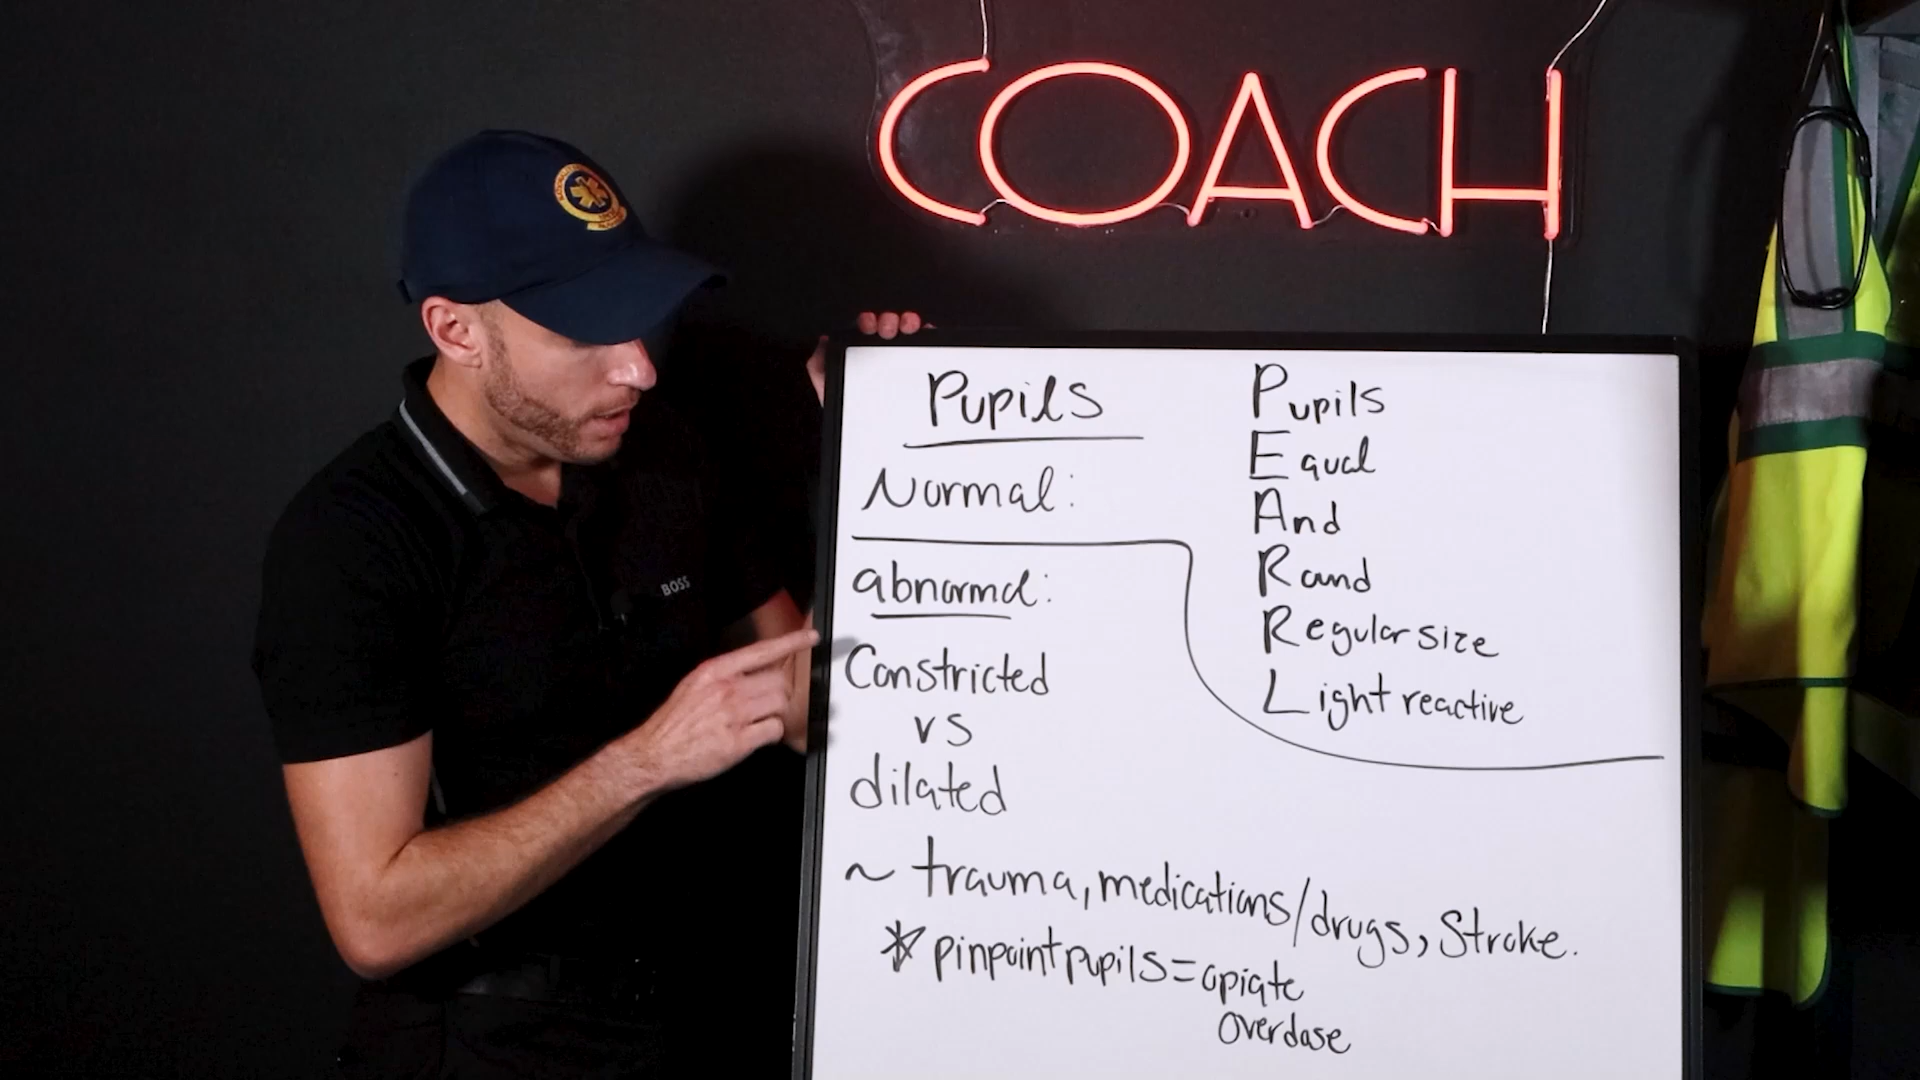 COACH
BOSS
Pupils
Normal:
Pupils
Equal
And
Round
Regular size
Light reactive
abnormal:
Constricted
vs
dilated
~ trauma, medications/drugs, Stroke.
* pinpoint pupils = opiate
overdose